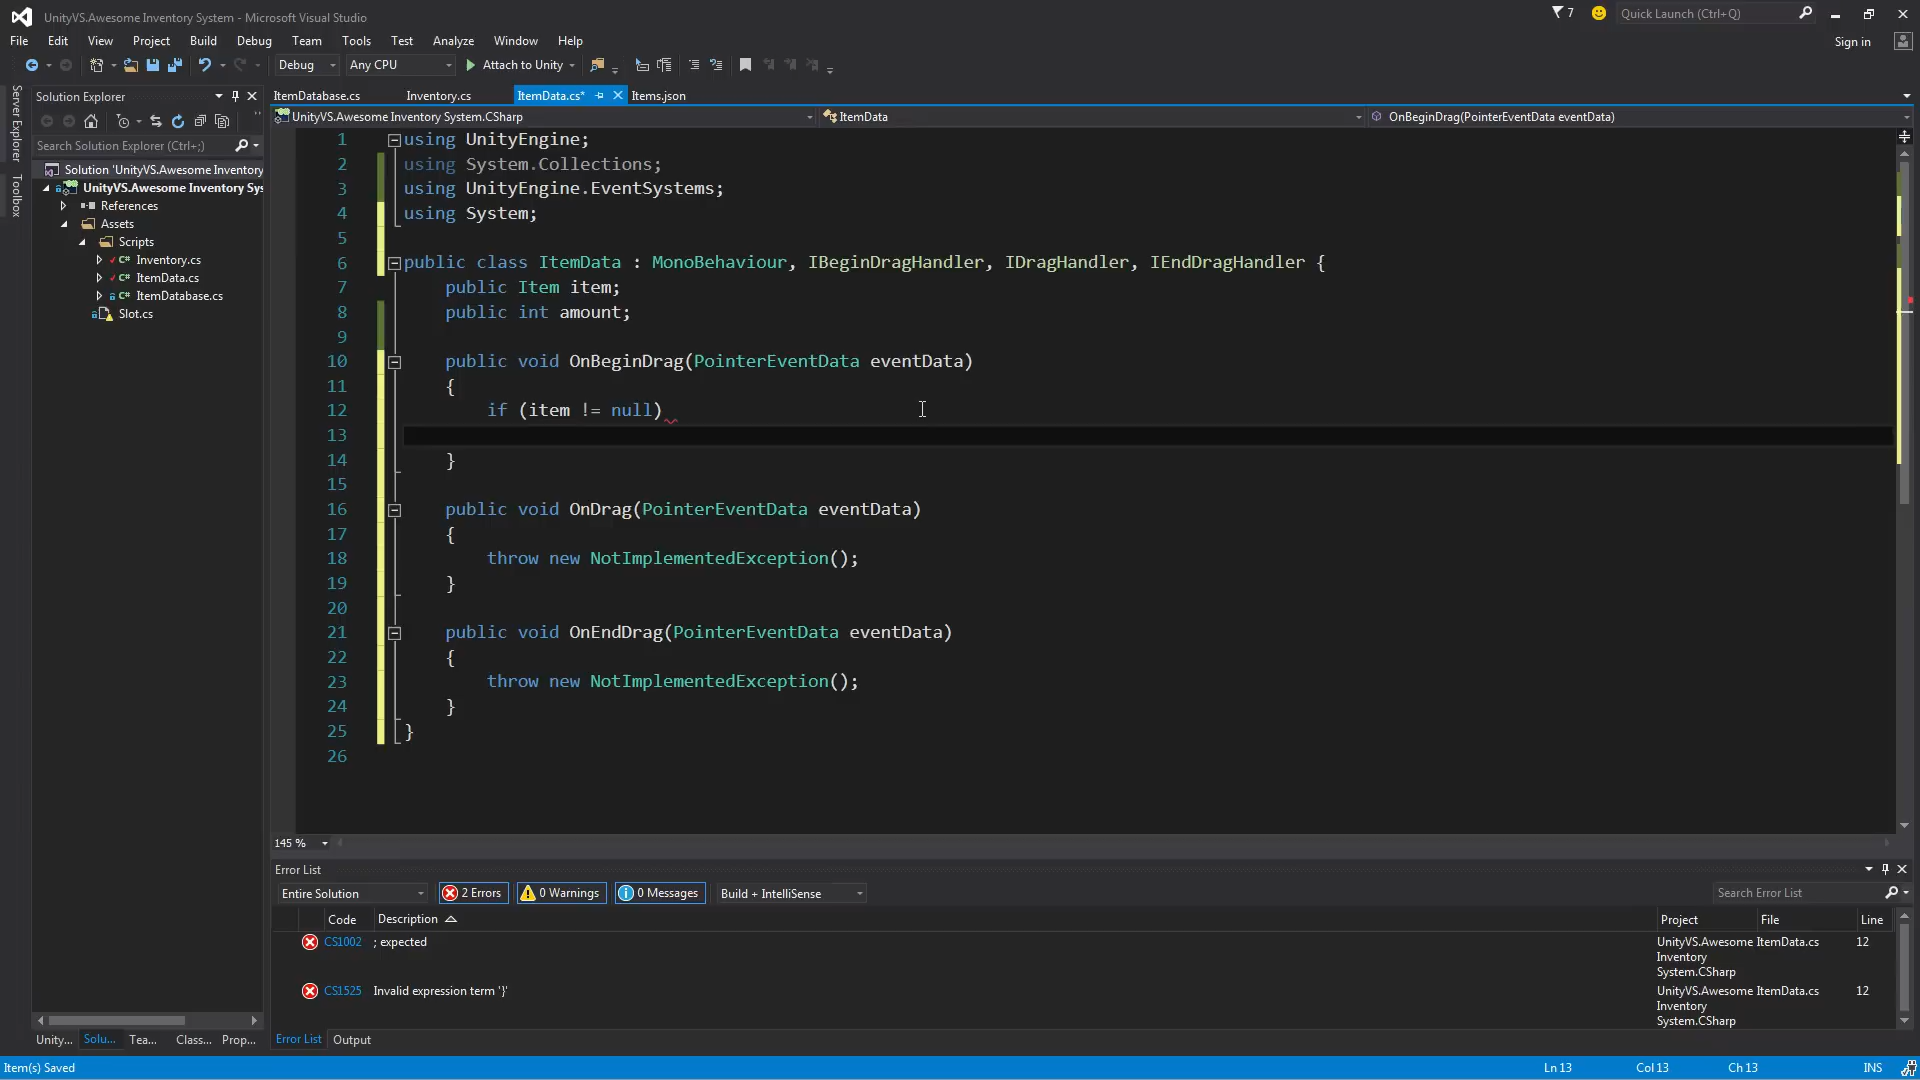 UnityVS.Awesome Inventory System - Microsoft Visual Studio
7
Quick Launch (Ctrl+Q)
File Edit View Project Build Debug Team Tools Test Analyze Window Help
Sign in
Debug Any CPU Attach to Unity
Server Explorer
Toolbox
Solution Explorer
Search Solution Explorer (Ctrl+;)
Solution 'UnityVS.Awesome Inventory
UnityVS.Awesome Inventory Sys
References
Assets
Scripts
C# Inventory.cs
C# ItemData.cs
C# ItemDatabase.cs
Slot.cs
ItemDatabase.cs Inventory.cs ItemData.cs* Items.json
UnityVS.Awesome Inventory System.CSharp ItemData OnBeginDrag(PointerEventData eventData)
1 using UnityEngine;
2 using System.Collections;
3 using UnityEngine.EventSystems;
4 using System;
5
6 public class ItemData : MonoBehaviour, IBeginDragHandler, IDragHandler, IEndDragHandler {
7 public Item item;
8 public int amount;
9
10 public void OnBeginDrag(PointerEventData eventData)
11 {
12 if (item != null)
13
14 }
15
16 public void OnDrag(PointerEventData eventData)
17 {
18 throw new NotImplementedException();
19 }
20
21 public void OnEndDrag(PointerEventData eventData)
22 {
23 throw new NotImplementedException();
24 }
25 }
26
145 %
Error List
Entire Solution 2 Errors 0 Warnings 0 Messages Build + IntelliSense Search Error List
Code Description Project File Line
CS1002 ; expected UnityVS.Awesome ItemData.cs 12
Inventory
System.CSharp
CS1525 Invalid expression term '}' UnityVS.Awesome ItemData.cs 12
Inventory
System.CSharp
Unity... Solu... Tea... Class... Prop... Error List Output
Item(s) Saved Ln 13 Col 13 Ch 13 INS